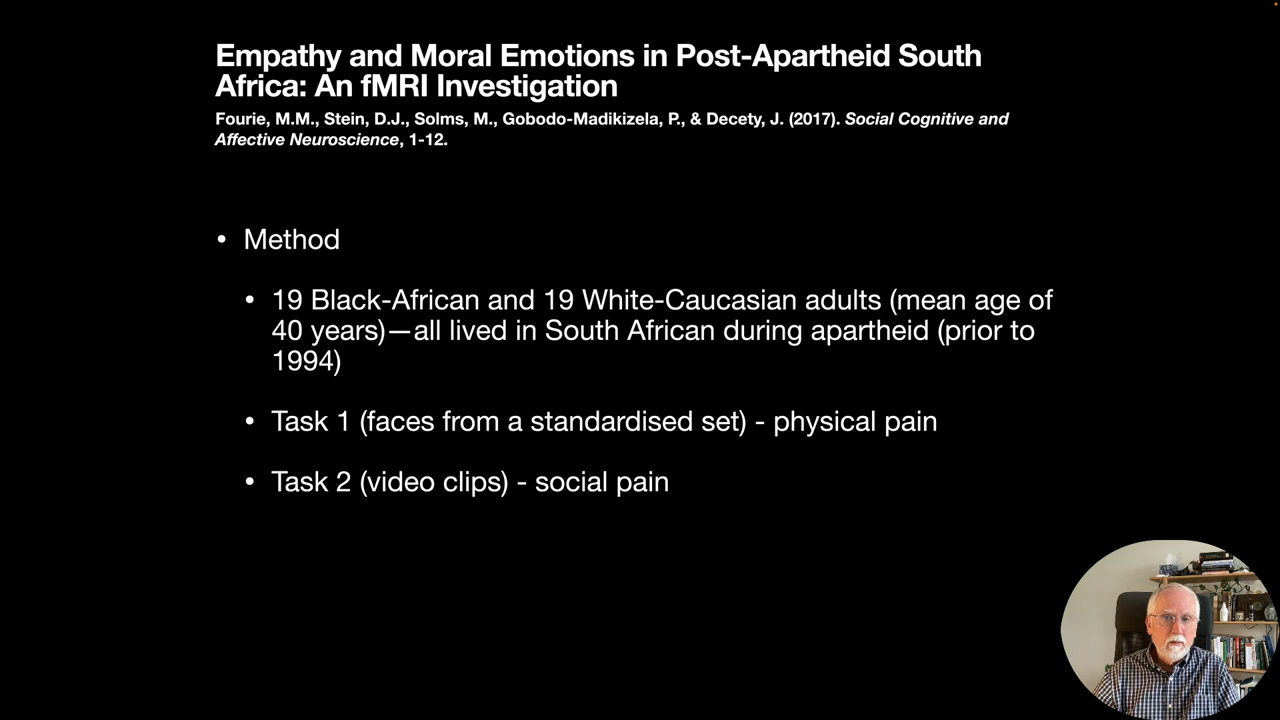 Empathy and Moral Emotions in Post-Apartheid South
Africa: An fMRI Investigation
Fourie, M.M., Stein, D.J., Solms, M., Gobodo-Madikizela, P., & Decety, J. (2017). Social Cognitive and
Affective Neuroscience, 1-12.
• Method
• 19 Black-African and 19 White-Caucasian adults (mean age of
40 years)—all lived in South African during apartheid (prior to
1994)
• Task 1 (faces from a standardised set) - physical pain
• Task 2 (video clips) - social pain